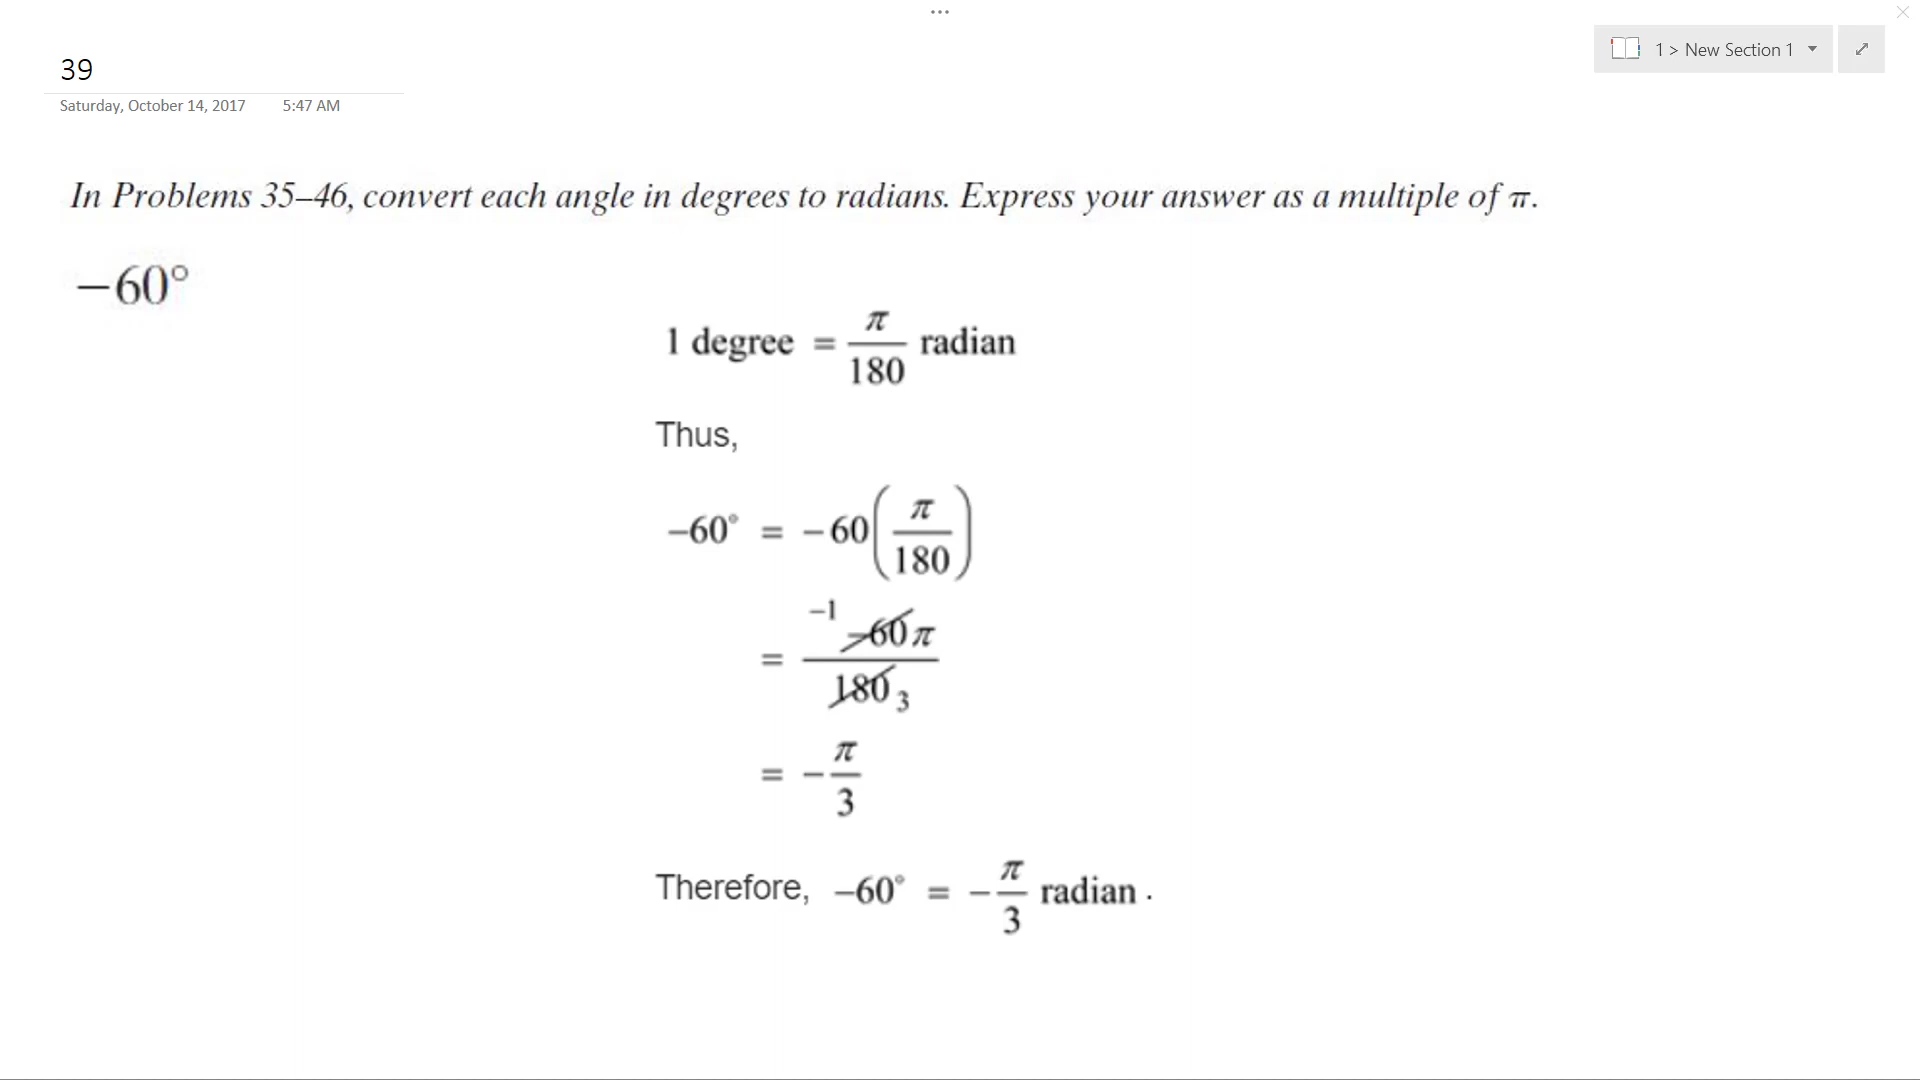 ...
1 > New Section 1
39
Saturday, October 14, 2017 5:47 AM
In Problems 35–46, convert each angle in degrees to radians. Express your answer as a multiple of π.
−60°
1 degree = π/180 radian
Thus,
−60° = −60(π/180)
= −1 −60π / 180 3
= −π/3
Therefore, −60° = −π/3 radian .